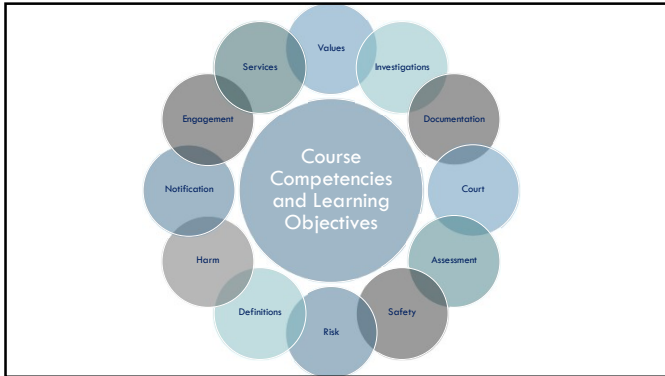 Values
Investigations
Documentation
Court
Assessment
Safety
Risk
Definitions
Harm
Notification
Engagement
Services
Course
Competencies
and Learning
Objectives